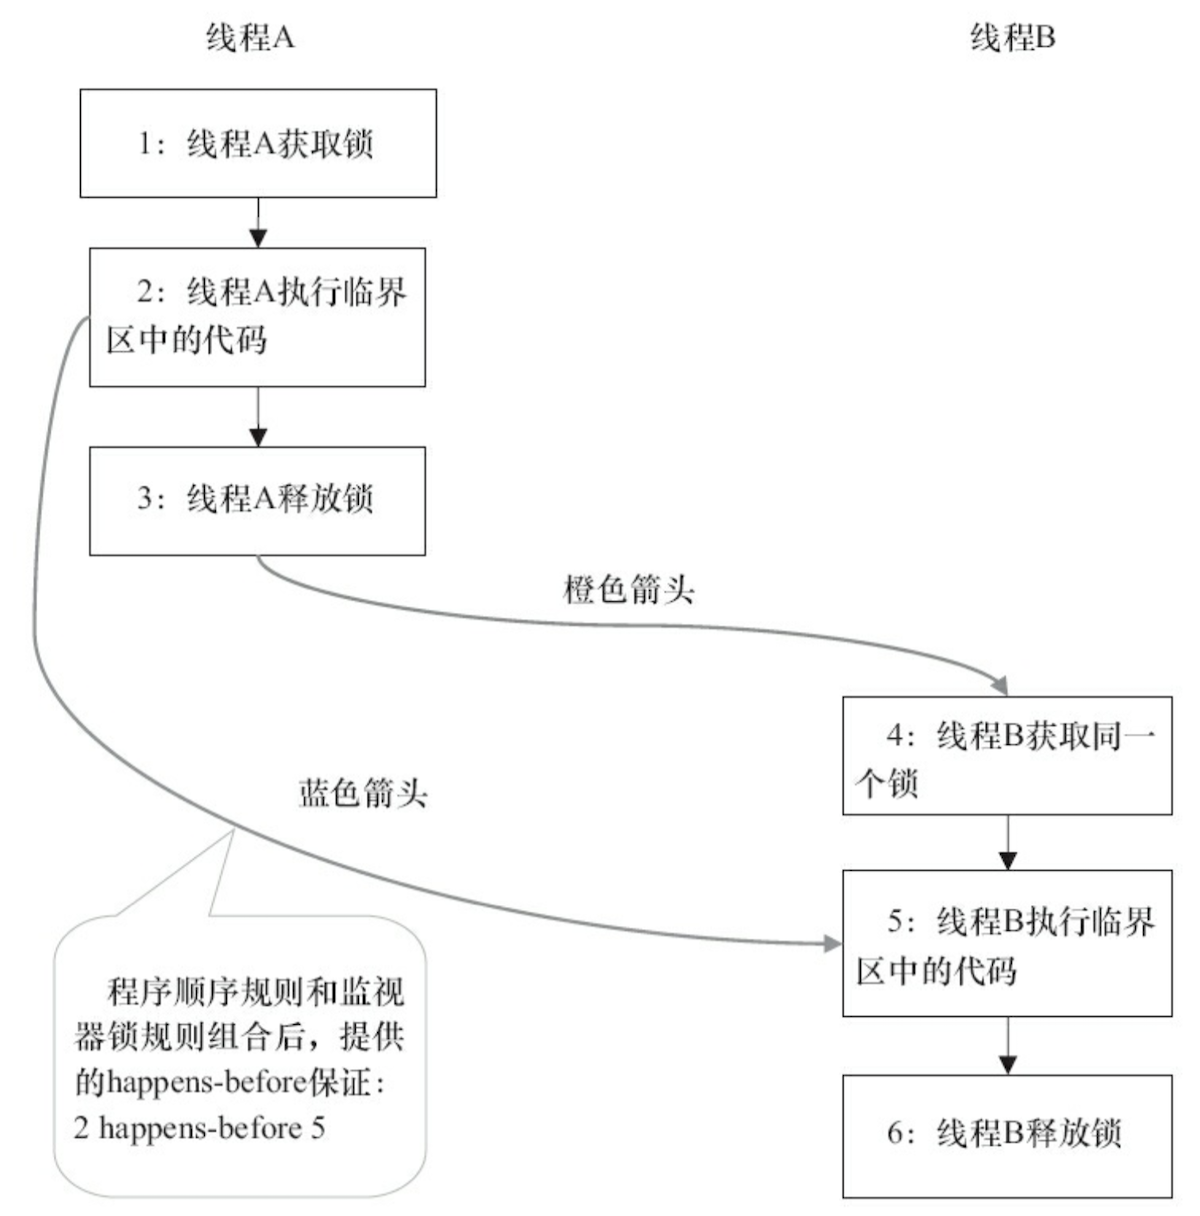 线程A
线程B
1：线程A获取锁
2：线程A执行临界
区中的代码
3：线程A释放锁
橙色箭头
4：线程B获取同一
个锁
蓝色箭头
5：线程B执行临界
区中的代码
程序顺序规则和监视
器锁规则组合后，提供
的happens-before保证：
2 happens-before 5
6：线程B释放锁